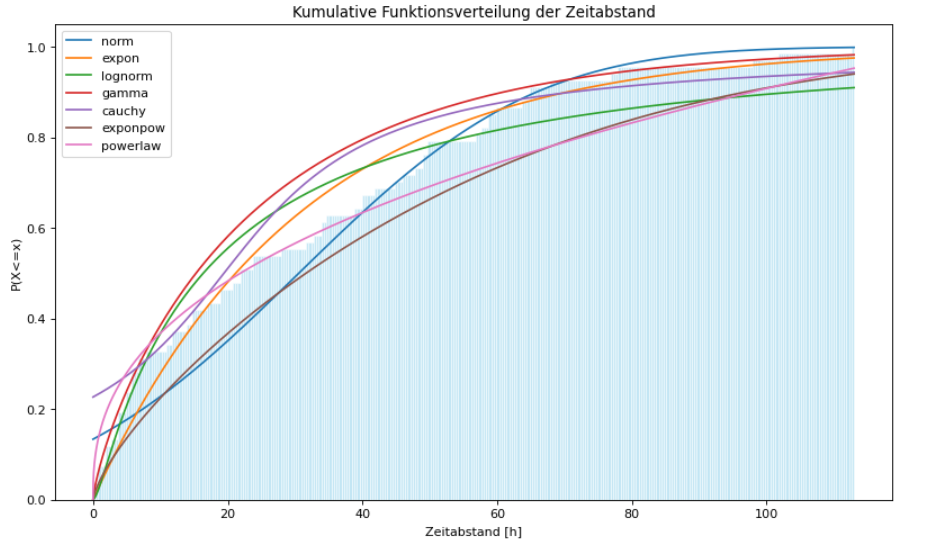 Kumulative Funktionsverteilung der Zeitabstand
norm
expon
lognorm
gamma
cauchy
exponpow
powerlaw
1.0
0.8
0.6
0.4
0.2
0.0
P(X<=x)
0 20 40 60 80 100
Zeitabstand [h]